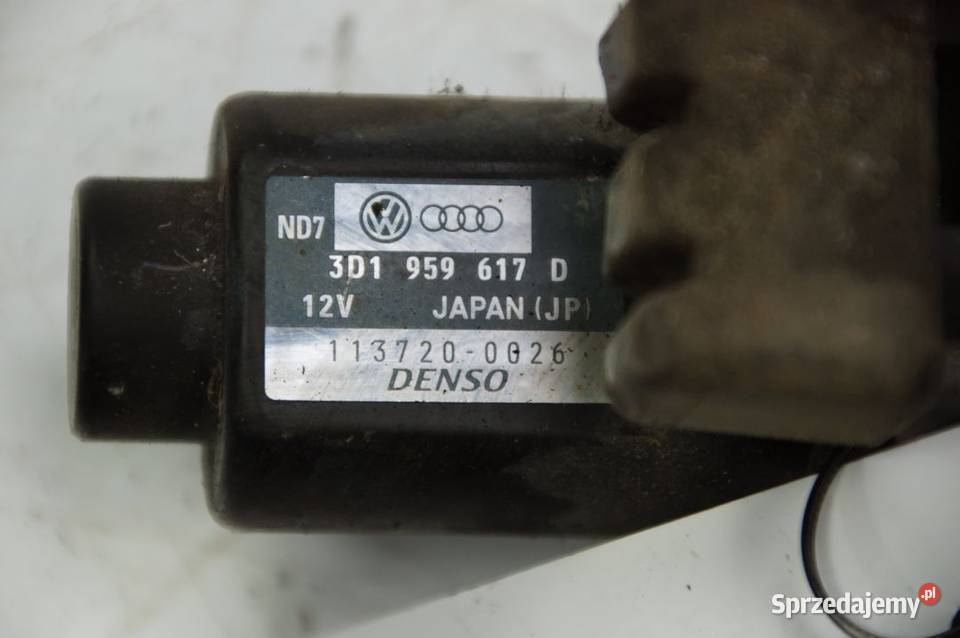 ND7
3D1 959 617 D
12V JAPAN (JP)
113720-0026
DENSO
Sprzedajemy.pl